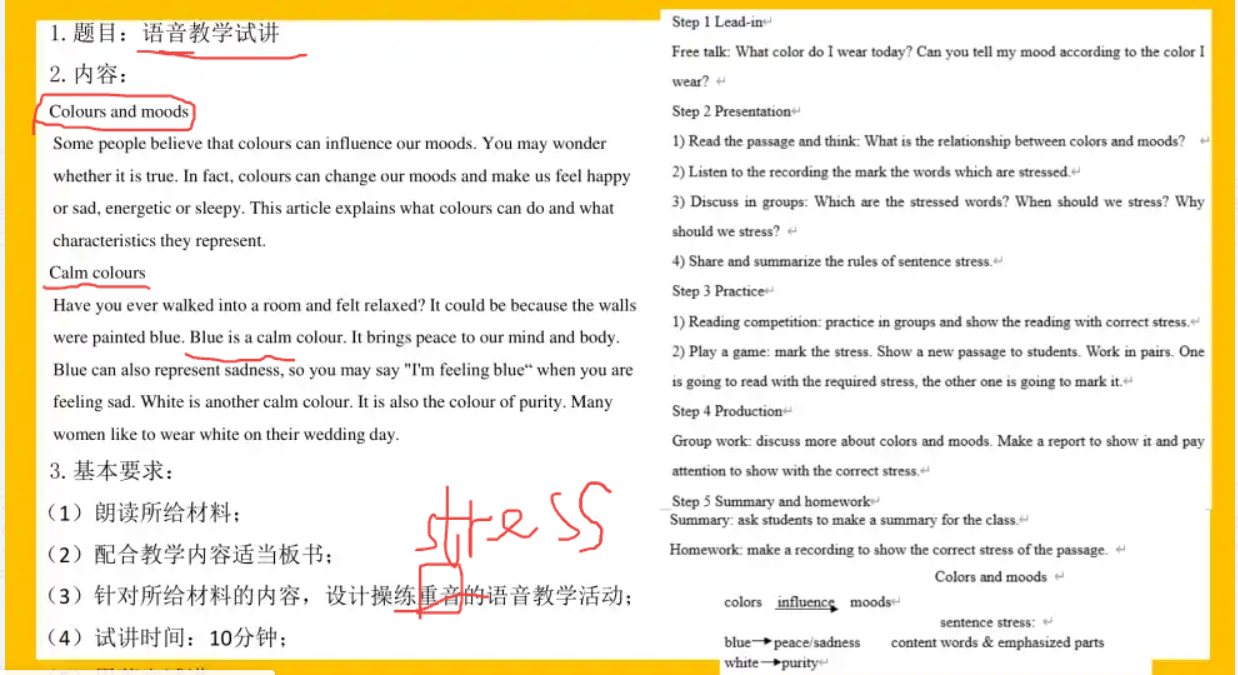 1. 题目：语音教学试讲
2. 内容：
Colours and moods
Some people believe that colours can influence our moods. You may wonder
whether it is true. In fact, colours can change our moods and make us feel happy
or sad, energetic or sleepy. This article explains what colours can do and what
characteristics they represent.
Calm colours
Have you ever walked into a room and felt relaxed? It could be because the walls
were painted blue. Blue is a calm colour. It brings peace to our mind and body.
Blue can also represent sadness, so you may say "I'm feeling blue“ when you are
feeling sad. White is another calm colour. It is also the colour of purity. Many
women like to wear white on their wedding day.
3. 基本要求：
（1）朗读所给材料；
（2）配合教学内容适当板书；
（3）针对所给材料的内容，设计操练重音的语音教学活动；
（4）试讲时间：10分钟；
stress
Step 1 Lead-in
Free talk: What color do I wear today? Can you tell my mood according to the color I
wear?
Step 2 Presentation
1) Read the passage and think: What is the relationship between colors and moods?
2) Listen to the recording the mark the words which are stressed.
3) Discuss in groups: Which are the stressed words? When should we stress? Why
should we stress?
4) Share and summarize the rules of sentence stress.
Step 3 Practice
1) Reading competition: practice in groups and show the reading with correct stress.
2) Play a game: mark the stress. Show a new passage to students. Work in pairs. One
is going to read with the required stress, the other one is going to mark it.
Step 4 Production
Group work: discuss more about colors and moods. Make a report to show it and pay
attention to show with the correct stress.
Step 5 Summary and homework
Summary: ask students to make a summary for the class.
Homework: make a recording to show the correct stress of the passage.
Colors and moods
colors influence moods
sentence stress:
blue→peace/sadness content words & emphasized parts
white→purity